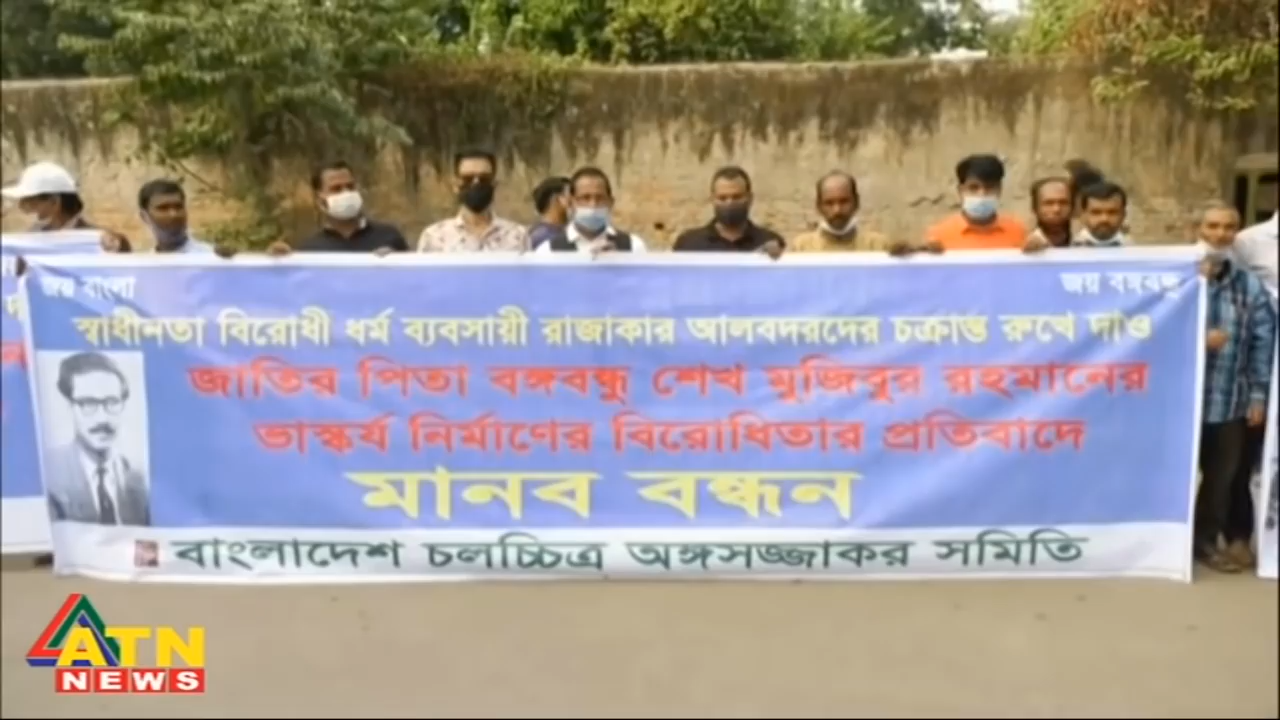 জয় বাংলা
জয় বঙ্গবন্ধু
স্বাধীনতা বিরোধী ধর্ম ব্যবসায়ী রাজাকার আলবদরদের চক্রান্ত রুখে দাও
জাতির পিতা বঙ্গবন্ধু শেখ মুজিবুর রহমানের
ভাস্কর্য নির্মাণের বিরোধিতার প্রতিবাদে
মানব বন্ধন
বাংলাদেশ চলচ্চিত্র অঙ্গসজ্জাকর সমিতি
ATN
NEWS